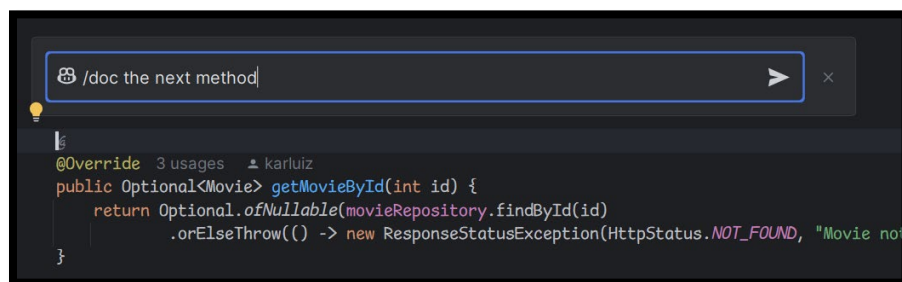 /doc the next method
@Override 3 usages karluiz
public Optional<Movie> getMovieById(int id) {
return Optional.ofNullable(movieRepository.findById(id)
.orElseThrow(() -> new ResponseStatusException(HttpStatus.NOT_FOUND, "Movie not
}